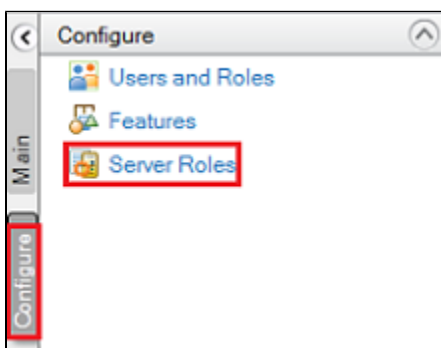 Configure
Users and Roles
Features
Server Roles
Main
Configure